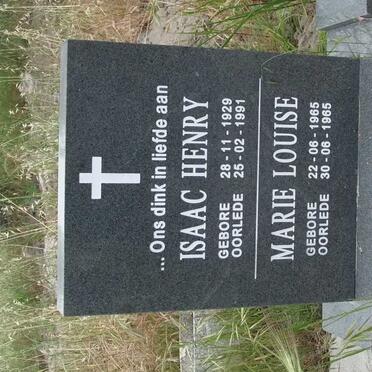 ... Ons dink in liefde aan
ISAAC HENRY
GEBORE 28 - 11 - 1929
OORLEDE 26 - 02 - 1991
MARIE LOUISE
GEBORE 22 - 06 - 1965
OORLEDE 30 - 06 - 1965